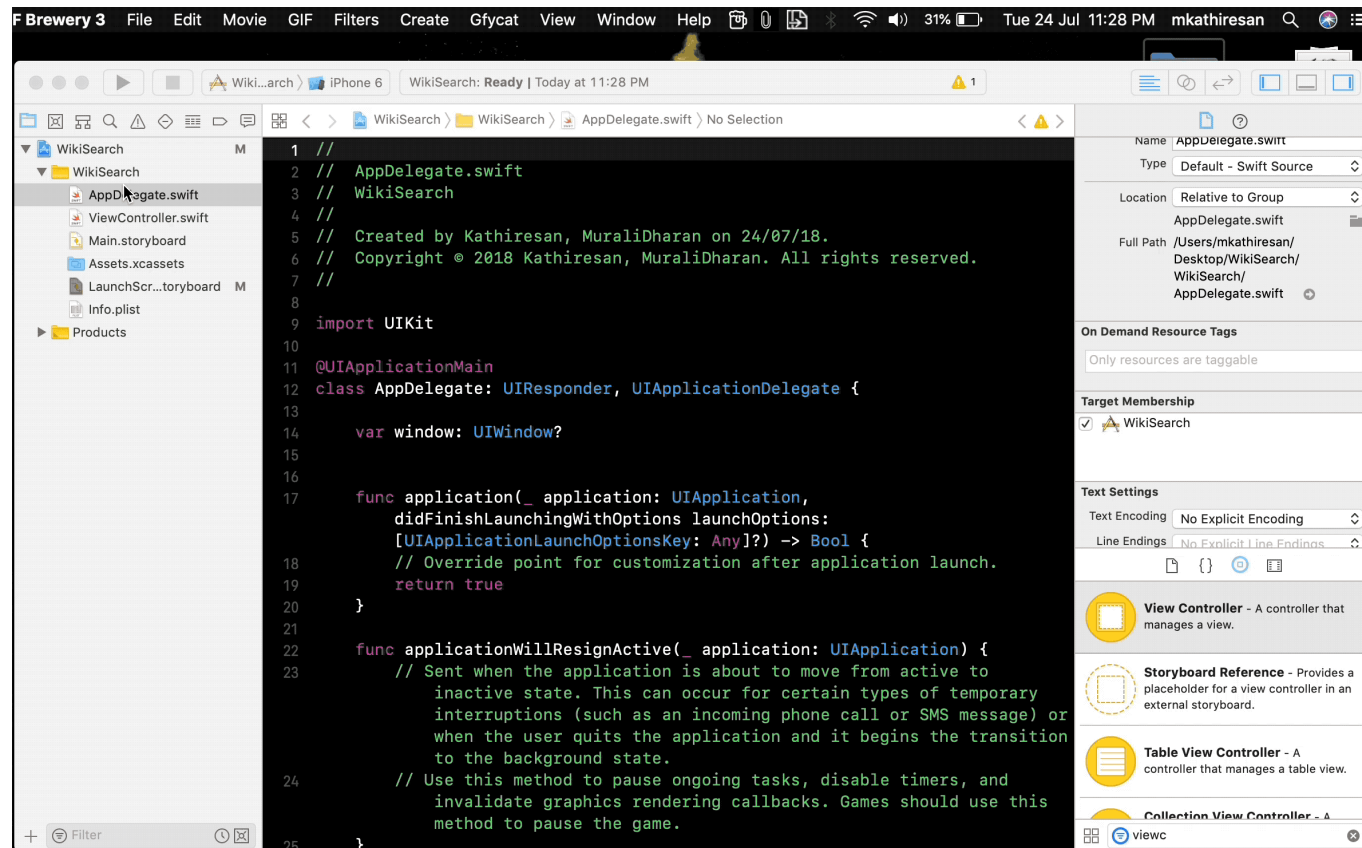 F Brewery 3 File Edit Movie GIF Filters Create Gfycat View Window Help 31% Tue 24 Jul 11:28 PM mkathiresan
Wiki...arch 〉 iPhone 6 WikiSearch: Ready | Today at 11:28 PM 1
WikiSearch 〉 WikiSearch 〉 AppDelegate.swift 〉 No Selection
WikiSearch M
WikiSearch
AppDelegate.swift
ViewController.swift
Main.storyboard
Assets.xcassets
LaunchScr...toryboard M
Info.plist
Products
Filter
1 //
2 // AppDelegate.swift
3 // WikiSearch
4 //
5 // Created by Kathiresan, MuraliDharan on 24/07/18.
6 // Copyright © 2018 Kathiresan, MuraliDharan. All rights reserved.
7 //
8
9 import UIKit
10
11 @UIApplicationMain
12 class AppDelegate: UIResponder, UIApplicationDelegate {
13
14 var window: UIWindow?
15
16
17 func application(_ application: UIApplication,
didFinishLaunchingWithOptions launchOptions:
[UIApplicationLaunchOptionsKey: Any]?) -> Bool {
18 // Override point for customization after application launch.
19 return true
20 }
21
22 func applicationWillResignActive(_ application: UIApplication) {
23 // Sent when the application is about to move from active to
inactive state. This can occur for certain types of temporary
interruptions (such as an incoming phone call or SMS message) or
when the user quits the application and it begins the transition
to the background state.
24 // Use this method to pause ongoing tasks, disable timers, and
invalidate graphics rendering callbacks. Games should use this
method to pause the game.
25 }
Name AppDelegate.swift
Type Default - Swift Source
Location Relative to Group
AppDelegate.swift
Full Path /Users/mkathiresan/
Desktop/WikiSearch/
WikiSearch/
AppDelegate.swift
On Demand Resource Tags
Only resources are taggable
Target Membership
WikiSearch
Text Settings
Text Encoding No Explicit Encoding
Line Endings No Explicit Line Endings
{}
View Controller - A controller that
manages a view.
Storyboard Reference - Provides a
placeholder for a view controller in an
external storyboard.
Table View Controller - A
controller that manages a table view.
Collection View Controller - A
viewc